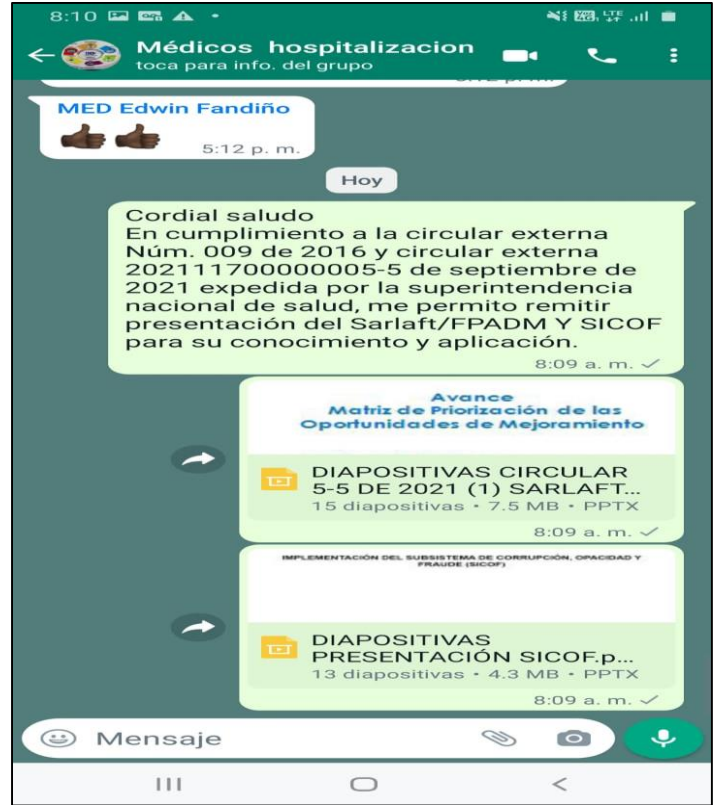 8:10
Médicos hospitalizacion
toca para info. del grupo
MED Edwin Fandiño
5:12 p. m.
Hoy
Cordial saludo
En cumplimiento a la circular externa
Núm. 009 de 2016 y circular externa
202111700000005-5 de septiembre de
2021 expedida por la superintendencia
nacional de salud, me permito remitir
presentación del Sarlaft/FPADM Y SICOF
para su conocimiento y aplicación.
8:09 a. m.
Avance
Matriz de Priorización de las
Oportunidades de Mejoramiento
DIAPOSITIVAS CIRCULAR
5-5 DE 2021 (1) SARLAFT...
15 diapositivas • 7.5 MB • PPTX
8:09 a. m.
IMPLEMENTACIÓN DEL SUBSISTEMA DE CORRUPCIÓN, OPACIDAD Y
FRAUDE (SICOF)
DIAPOSITIVAS
PRESENTACIÓN SICOF.p...
13 diapositivas • 4.3 MB • PPTX
8:09 a. m.
Mensaje